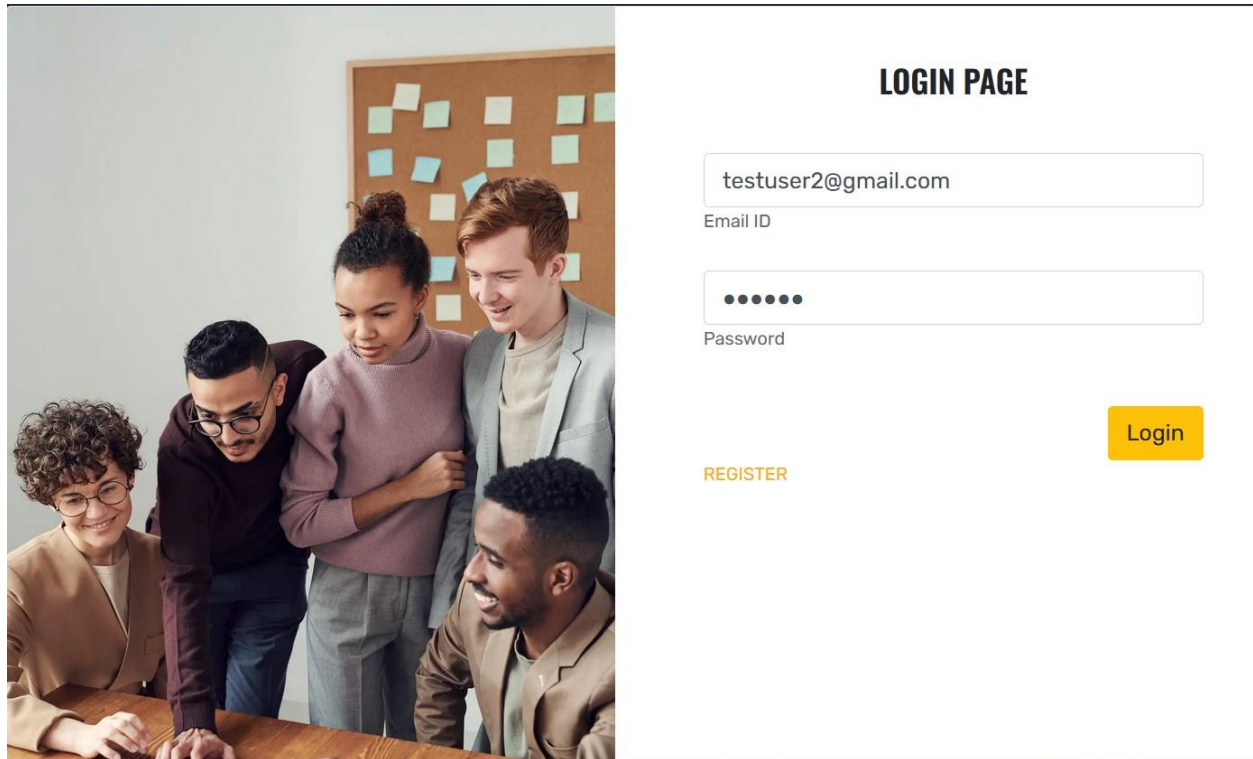 LOGIN PAGE
testuser2@gmail.com
Email ID
••••••
Password
Login
REGISTER